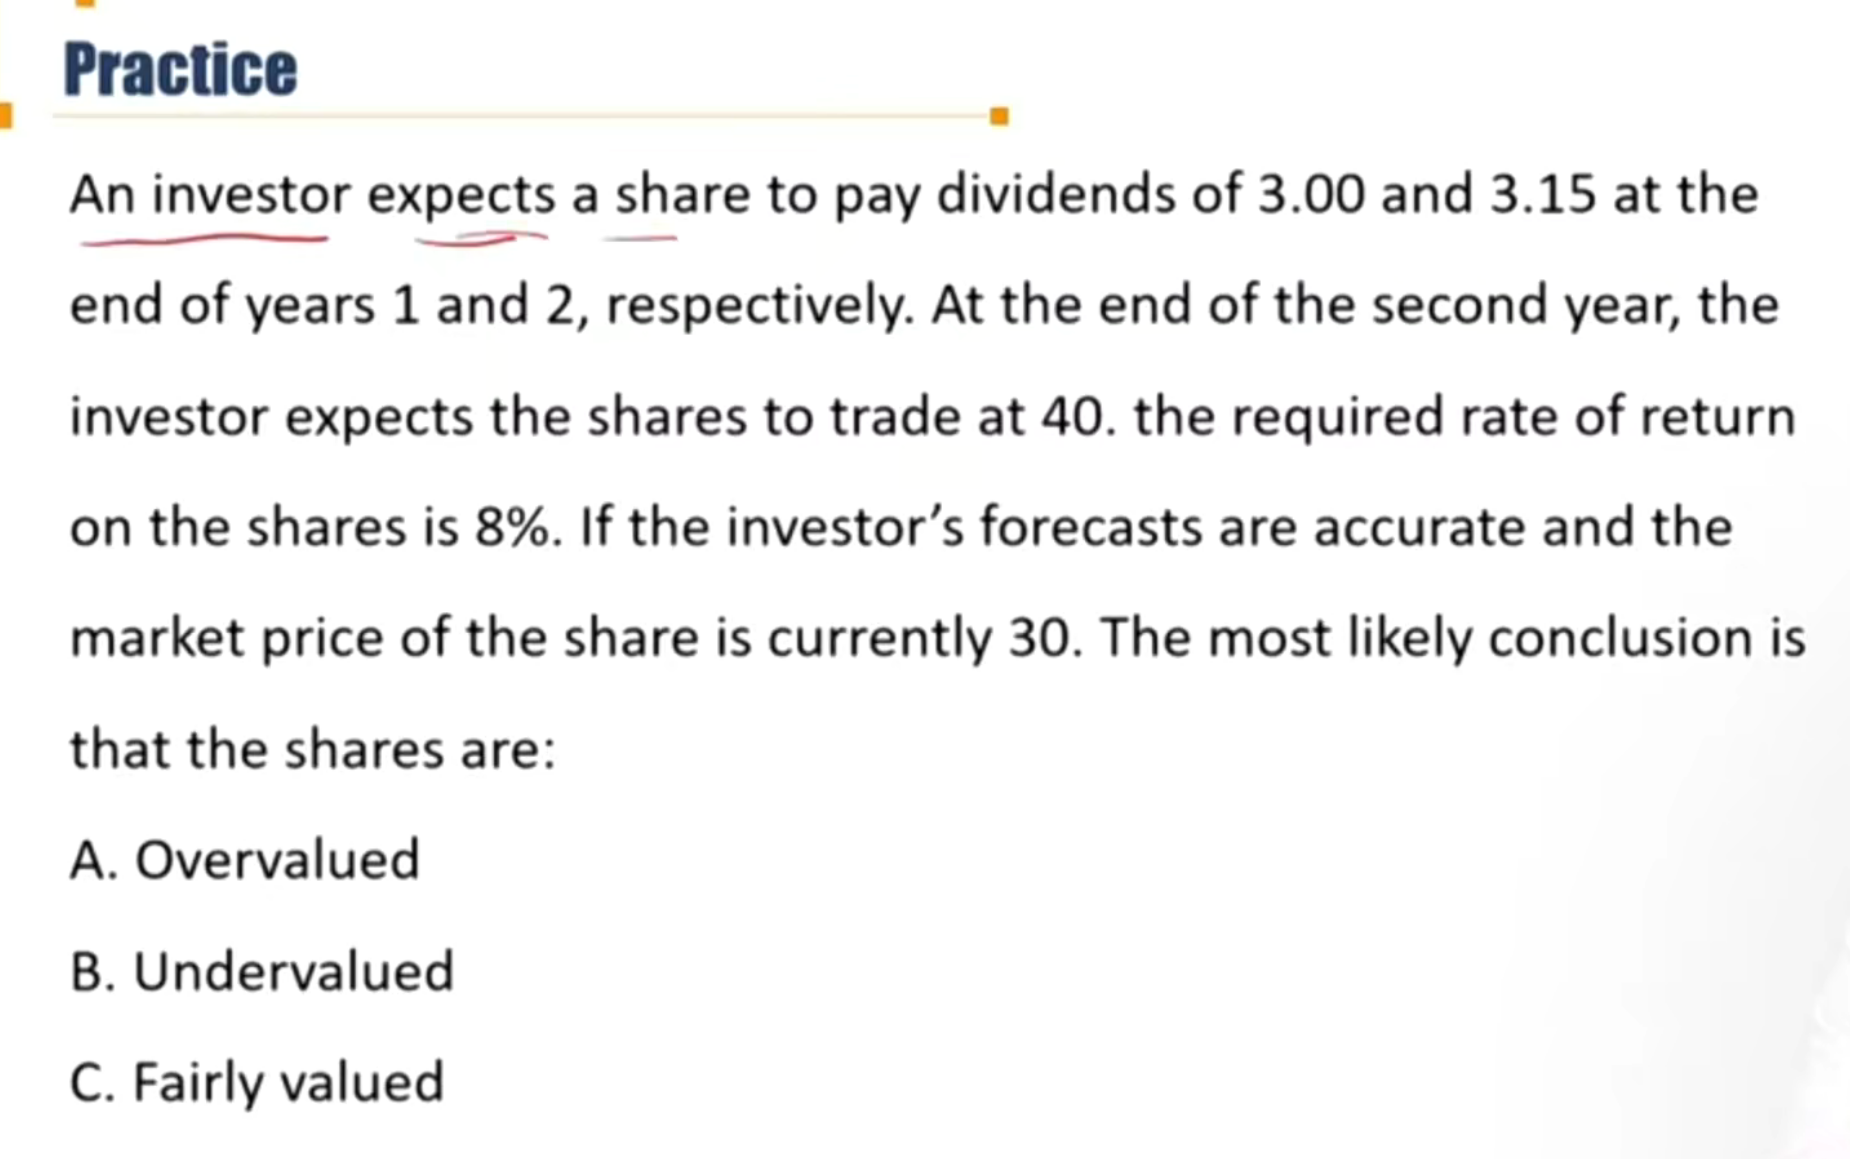 Practice
An investor expects a share to pay dividends of 3.00 and 3.15 at the
end of years 1 and 2, respectively. At the end of the second year, the
investor expects the shares to trade at 40. the required rate of return
on the shares is 8%. If the investor’s forecasts are accurate and the
market price of the share is currently 30. The most likely conclusion is
that the shares are:
A. Overvalued
B. Undervalued
C. Fairly valued